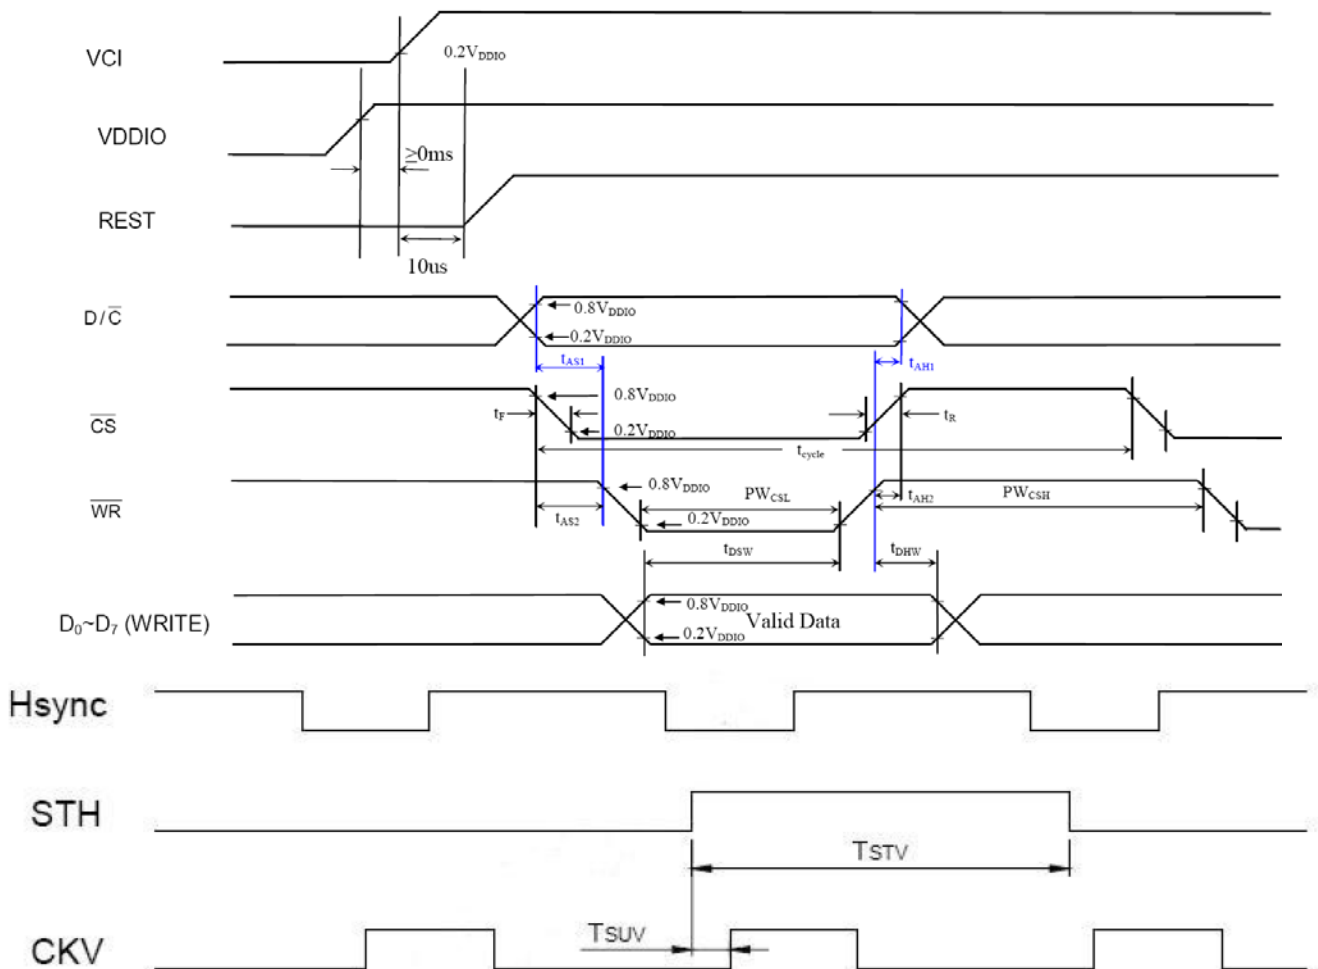 VCI
0.2VDDIO
VDDIO
≥0ms
REST
10us
D/C̅
0.8VDDIO
0.2VDDIO
tAS1
tAH1
C̅S̅
tF
0.8VDDIO
0.2VDDIO
tR
tcycle
W̅R̅
0.8VDDIO
PWCSL
tAH2
PWCSH
tAS2
0.2VDDIO
tDSW
tDHW
D0~D7 (WRITE)
0.8VDDIO
Valid Data
0.2VDDIO
Hsync
STH
TSTV
TSUV
CKV